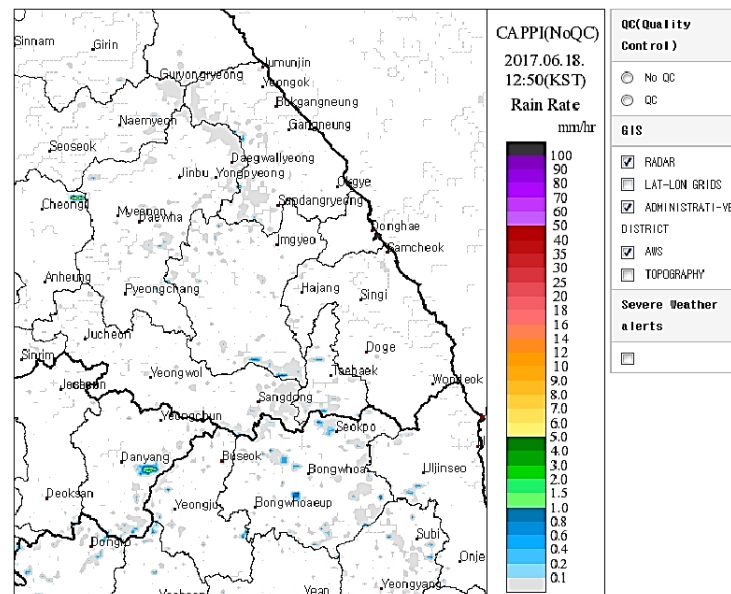 Sinnam
Girin
Jumunjin
Guryongryeong
Yeongok
Bukgangneung
Naemyeon
Gangneung
Seoseok
Daegwallyeong
Jinbu
Yongpyeong
Okgye
Cheongil
Myeonon
Sapdangryeong
Daewha
Donghae
Imgyeo
Samcheok
Anheung
Pyeongchang
Hajang
Singi
Jucheon
Doge
Sinrim
Yeongwol
Taebaek
Jecheon
Wondeok
Sangdong
Yeongchun
Seokpo
Danyang
Buseok
Bongwhoa
Uljinseo
Deoksan
Yeongju
Bongwhoaeup
Subi
Dongro
Onje
Yean
Yeongyang
CAPPI(NoQC)
2017.06.18.
12:50(KST)
Rain Rate
mm/hr
100
90
80
70
60
50
40
35
30
25
20
18
16
14
12
10
9.0
8.0
7.0
6.0
5.0
4.0
3.0
2.0
1.5
1.0
0.8
0.6
0.4
0.2
0.1
QC(Quality
Control)
No QC
QC
GIS
RADAR
LAT-LON GRIDS
ADMINISTRATI-VE
DISTRICT
AWS
TOPOGRAPHY
Severe Weather
alerts